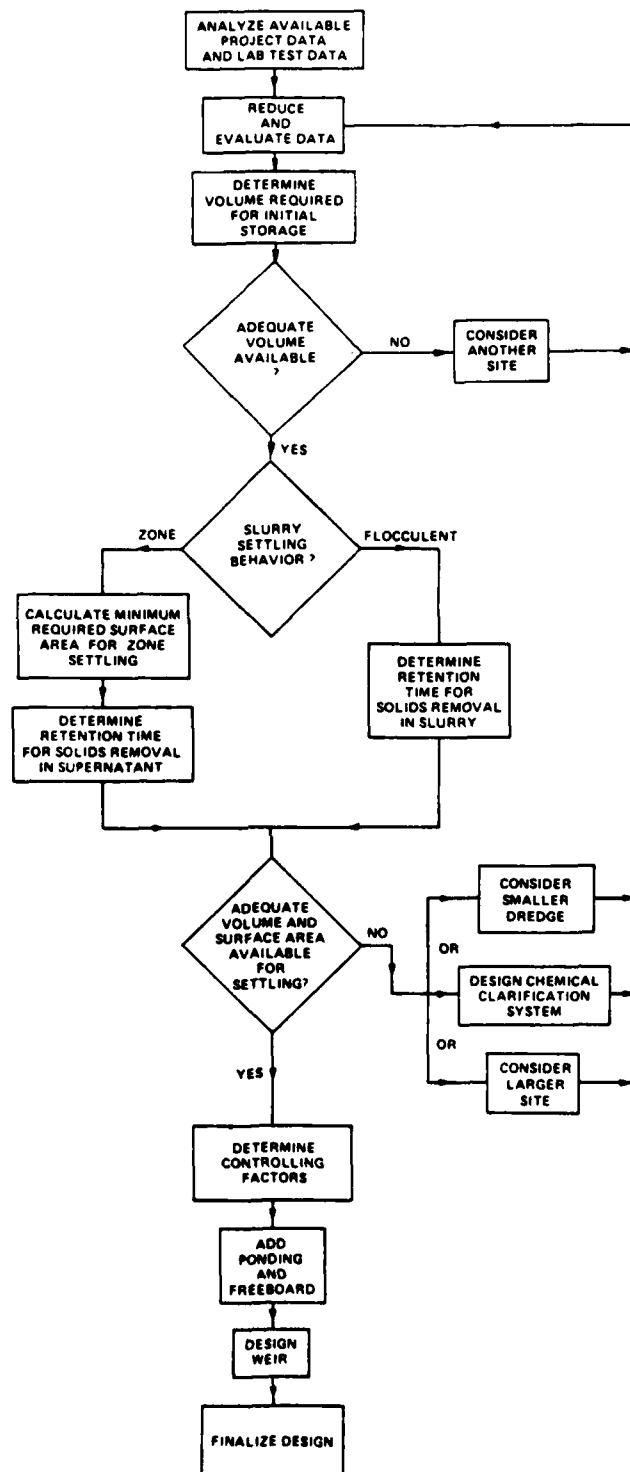 ANALYZE AVAILABLE
PROJECT DATA
AND LAB TEST DATA
REDUCE
AND
EVALUATE DATA
DETERMINE
VOLUME REQUIRED
FOR INITIAL
STORAGE
ADEQUATE
VOLUME
AVAILABLE
?
NO
CONSIDER
ANOTHER
SITE
YES
SLURRY
SETTLING
BEHAVIOR?
ZONE
FLOCCULENT
CALCULATE MINIMUM
REQUIRED SURFACE
AREA FOR ZONE
SETTLING
DETERMINE
RETENTION TIME
FOR SOLIDS REMOVAL
IN SUPERNATANT
DETERMINE
RETENTION
TIME FOR
SOLIDS REMOVAL
IN SLURRY
ADEQUATE
VOLUME AND
SURFACE AREA
AVAILABLE
FOR
SETTLING?
NO
CONSIDER
SMALLER
DREDGE
OR
DESIGN CHEMICAL
CLARIFICATION
SYSTEM
OR
CONSIDER
LARGER
SITE
YES
DETERMINE
CONTROLLING
FACTORS
ADD
PONDING
AND
FREEBOARD
DESIGN
WEIR
FINALIZE DESIGN